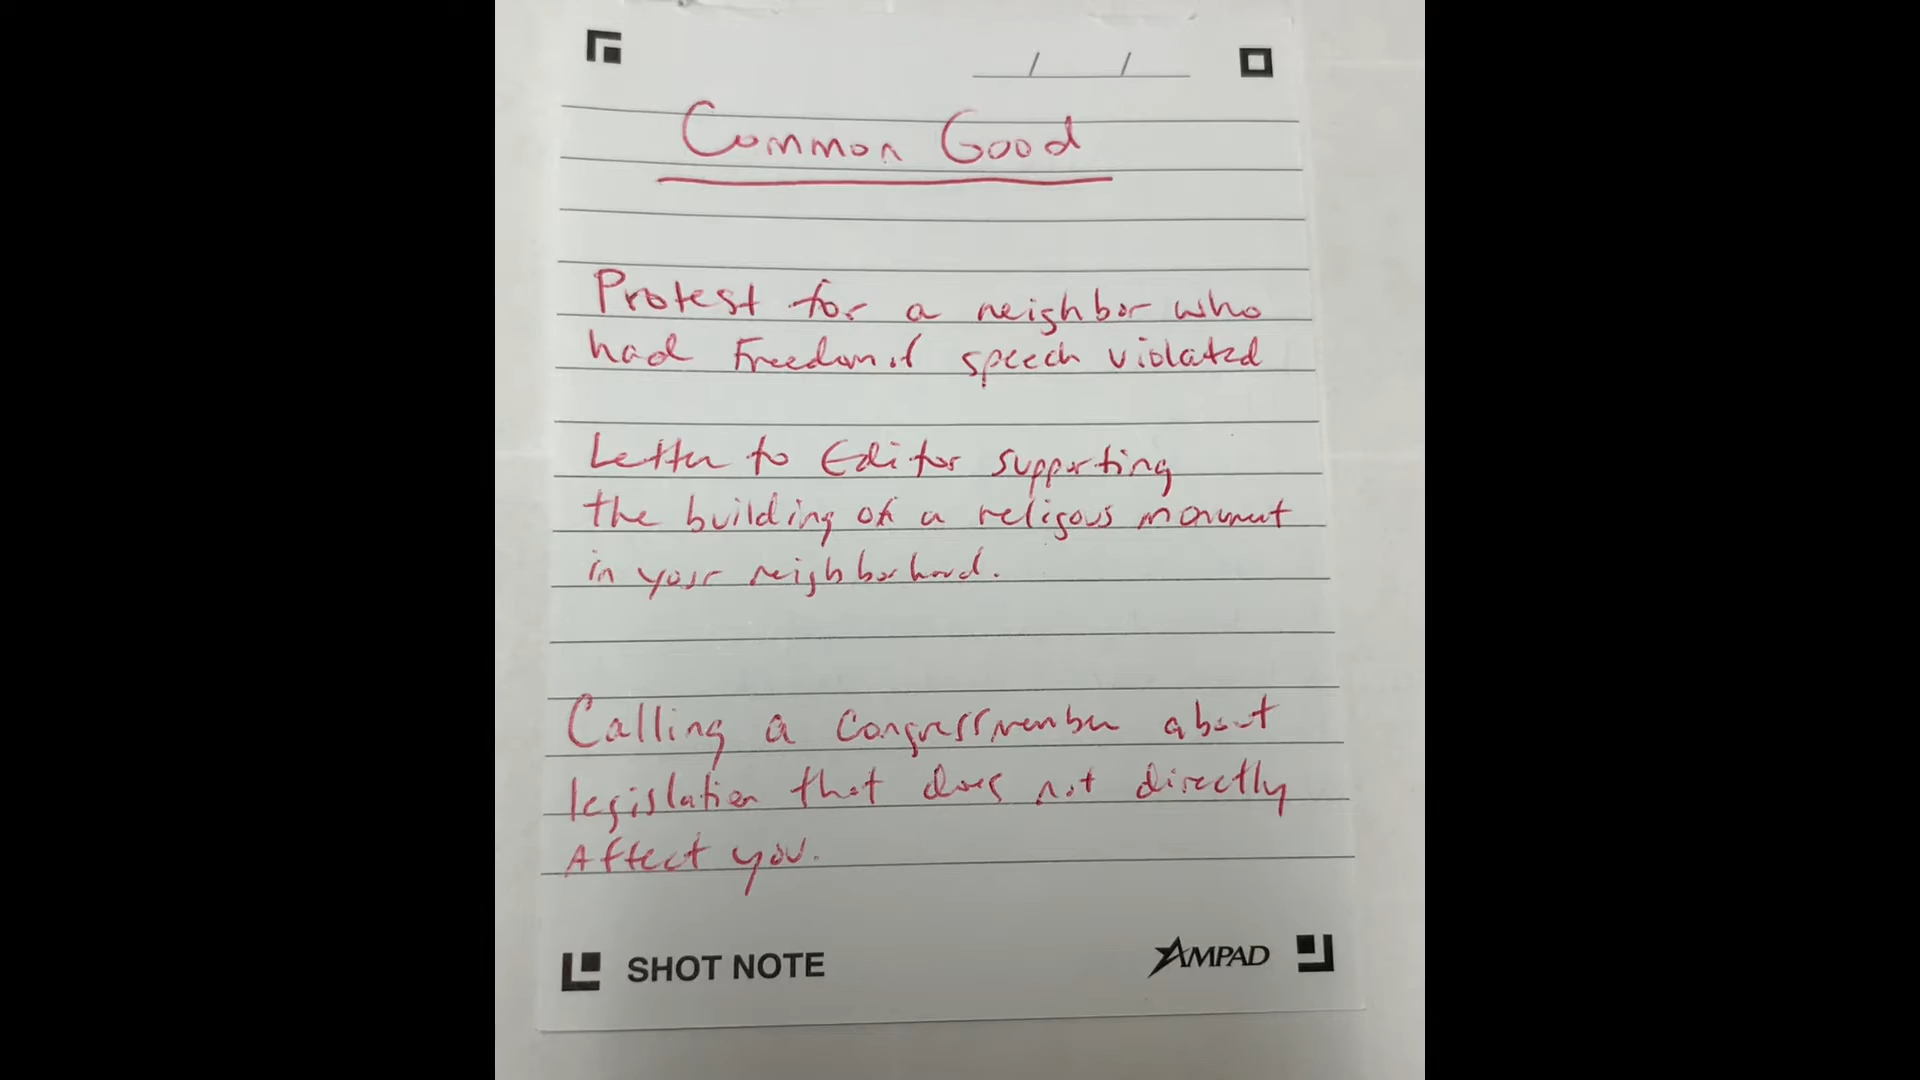 / /
Common Good
Protest for a neighbor who
had Freedom of speech violated
Letter to Editor supporting
the building of a religous monument
in your neighborhood.
Calling a congressmember about
legislation that does not directly
Affect you.
SHOT NOTE
AMPAD